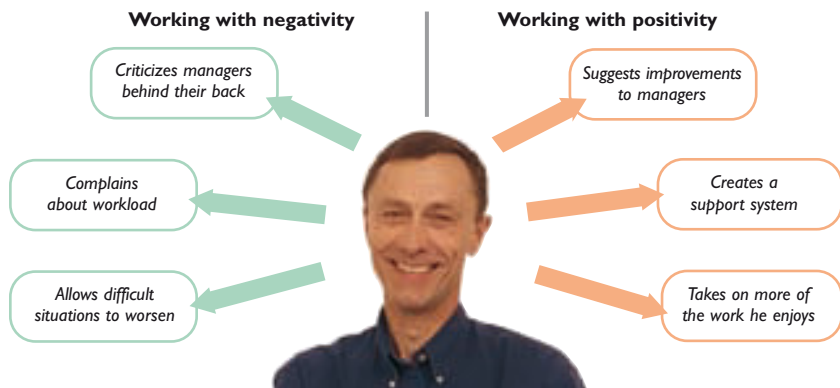 Working with negativity
Criticizes managers
behind their back
Complains
about workload
Allows difficult
situations to worsen
Working with positivity
Suggests improvements
to managers
Creates a
support system
Takes on more of
the work he enjoys